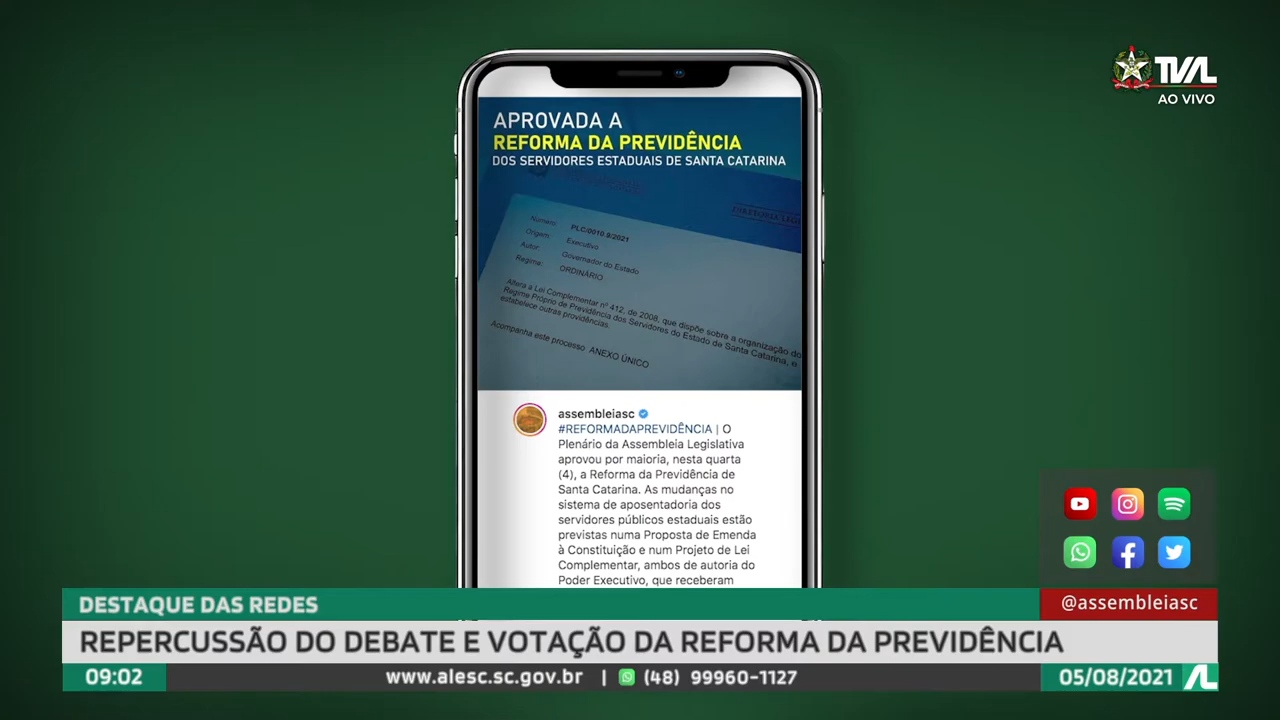 TVAL
AO VIVO
APROVADA A
REFORMA DA PREVIDÊNCIA
DOS SERVIDORES ESTADUAIS DE SANTA CATARINA
Número: PLC/0010.9/2021
Origem: Executivo
Autor: Governador do Estado
Regime: ORDINÁRIO
Altera a Lei Complementar nº 412, de 2008, que dispõe sobre a organização do
Regime Próprio de Previdência dos Servidores do Estado de Santa Catarina, e
estabelece outras providências.
Acompanha este processo ANEXO ÚNICO
assembleiasc
#REFORMADAPREVIDÊNCIA | O
Plenário da Assembleia Legislativa
aprovou por maioria, nesta quarta
(4), a Reforma da Previdência de
Santa Catarina. As mudanças no
sistema de aposentadoria dos
servidores públicos estaduais estão
previstas numa Proposta de Emenda
à Constituição e num Projeto de Lei
Complementar, ambos de autoria do
Poder Executivo, que receberam
DESTAQUE DAS REDES
@assembleiasc
REPERCUSSÃO DO DEBATE E VOTAÇÃO DA REFORMA DA PREVIDÊNCIA
09:02
www.alesc.sc.gov.br | (48) 99960-1127
05/08/2021
AL